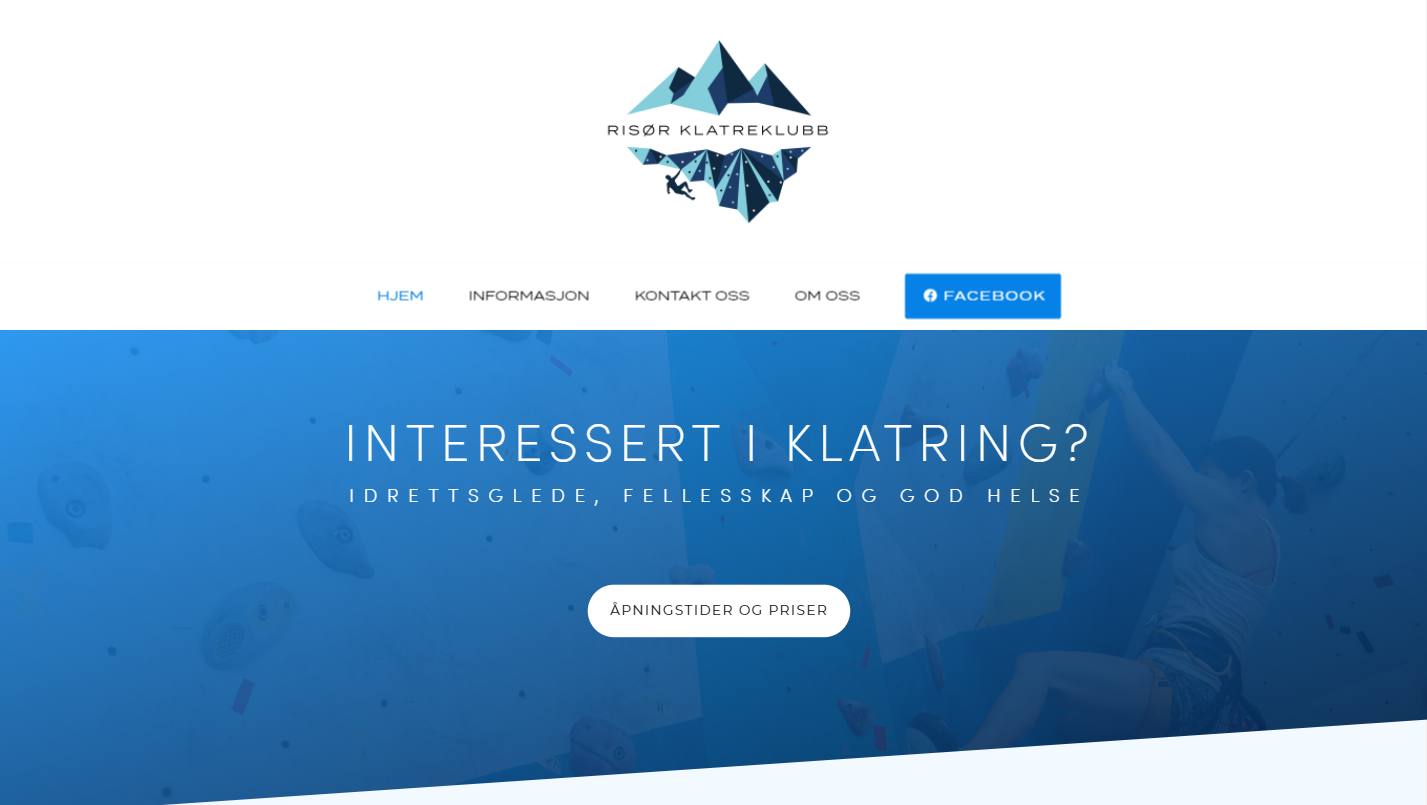 RISØR KLATREKLUBB
HJEM INFORMASJON KONTAKT OSS OM OSS FACEBOOK
INTERESSERT I KLATRING?
IDRETTSGLEDE, FELLESSKAP OG GOD HELSE
ÅPNINGSTIDER OG PRISER